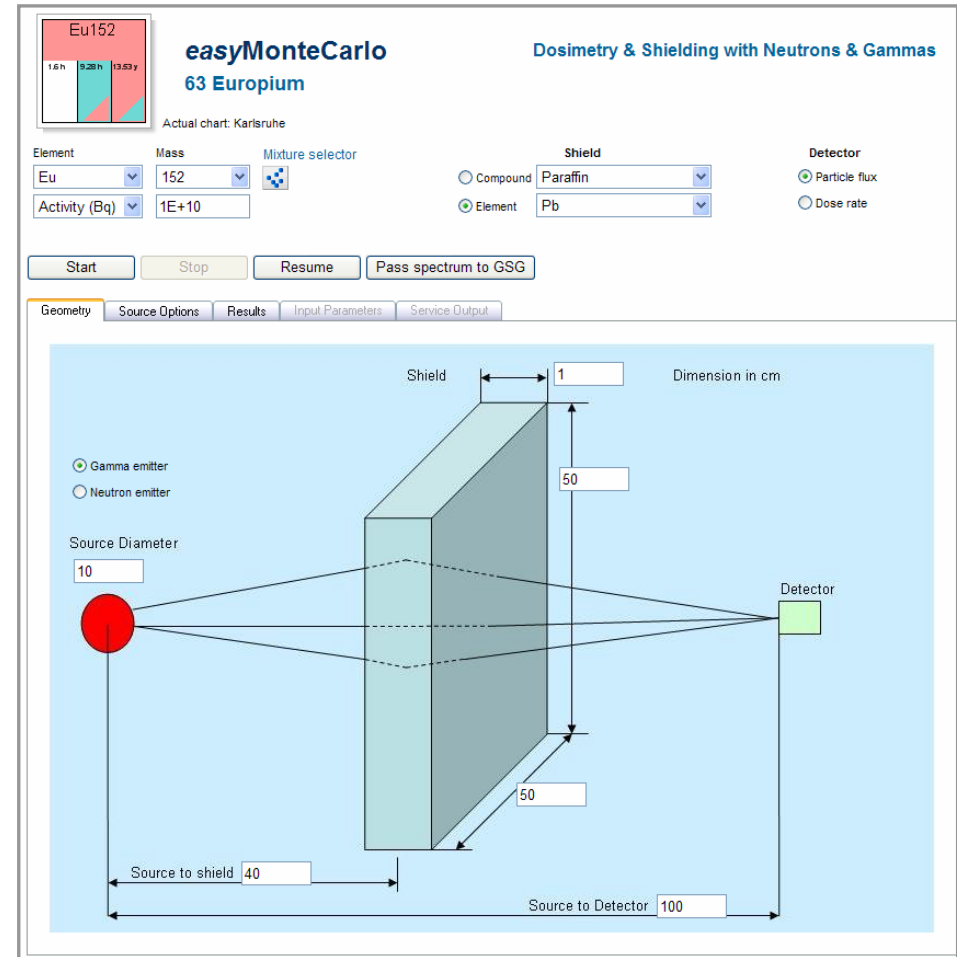 Eu152
1.6 h 9.28 h 13.53 y
easyMonteCarlo
63 Europium
Actual chart: Karlsruhe
Dosimetry & Shielding with Neutrons & Gammas
Element Mass Mixture selector Shield Detector
Eu 152 Compound Paraffin Particle flux
Activity (Bq) 1E+10 Element Pb Dose rate
Start Stop Resume Pass spectrum to GSG
Geometry Source Options Results Input Parameters Service Output
Shield 1 Dimension in cm
Gamma emitter
50
Neutron emitter
Source Diameter
10
Detector
50
Source to shield 40
Source to Detector 100